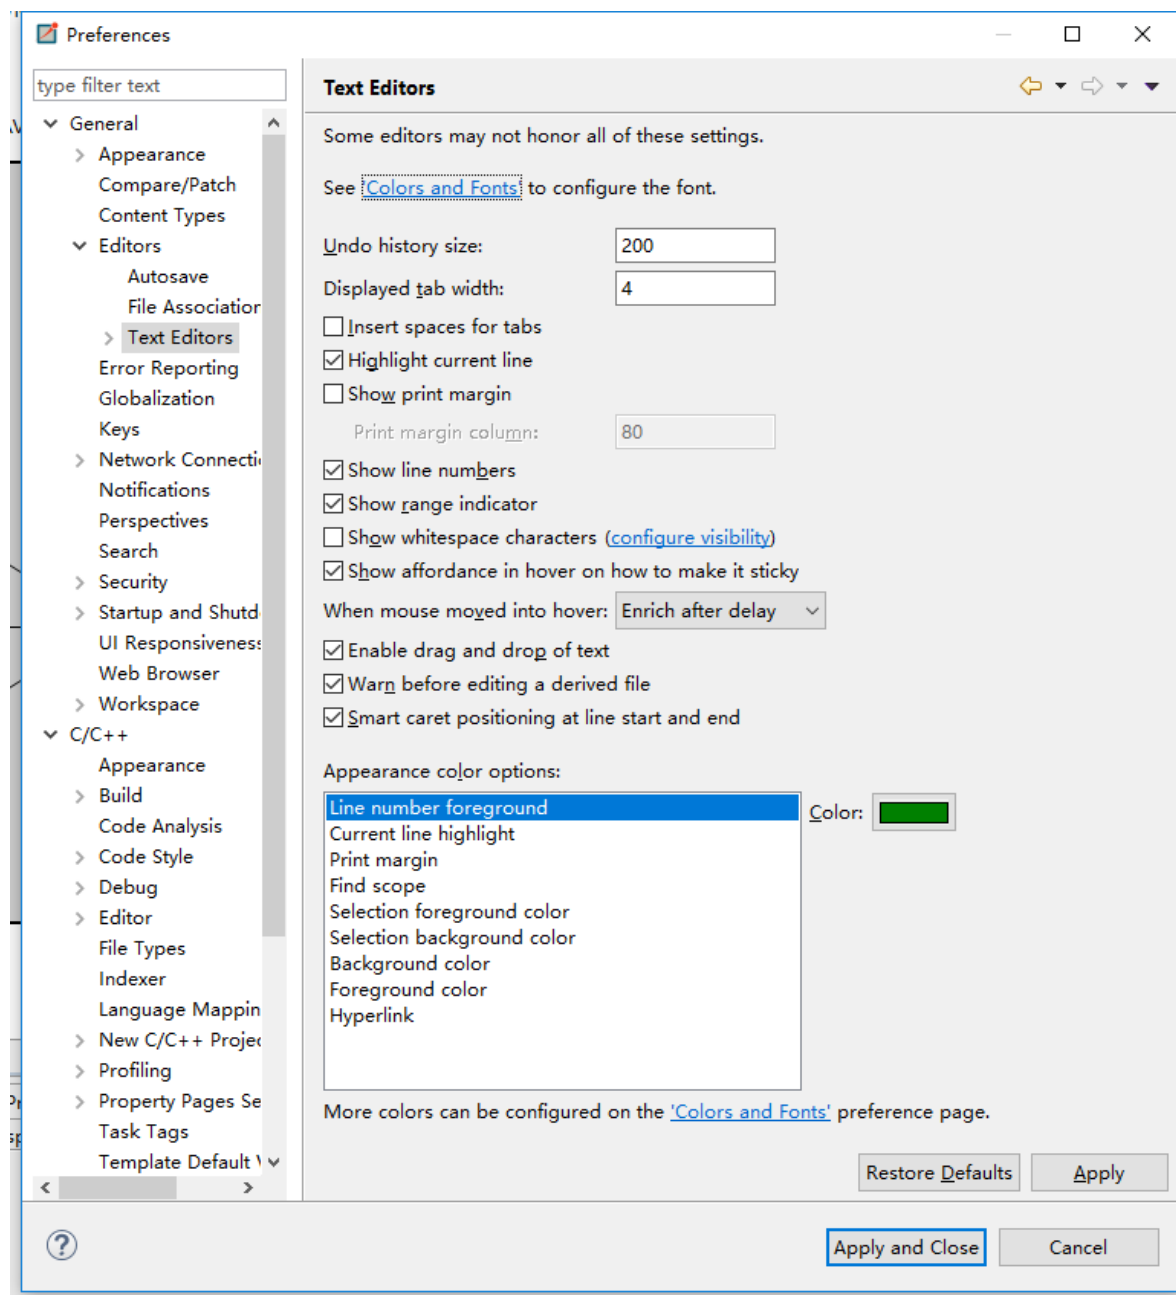 Preferences
type filter text
General
Appearance
Compare/Patch
Content Types
Editors
Autosave
File Association
Text Editors
Error Reporting
Globalization
Keys
Network Connecti
Notifications
Perspectives
Search
Security
Startup and Shutd
UI Responsiveness
Web Browser
Workspace
C/C++
Appearance
Build
Code Analysis
Code Style
Debug
Editor
File Types
Indexer
Language Mappin
New C/C++ Projec
Profiling
Property Pages Se
Task Tags
Template Default V
Text Editors
Some editors may not honor all of these settings.
See 'Colors and Fonts' to configure the font.
Undo history size: 200
Displayed tab width: 4
Insert spaces for tabs
Highlight current line
Show print margin
Print margin column: 80
Show line numbers
Show range indicator
Show whitespace characters (configure visibility)
Show affordance in hover on how to make it sticky
When mouse moved into hover: Enrich after delay
Enable drag and drop of text
Warn before editing a derived file
Smart caret positioning at line start and end
Appearance color options:
Line number foreground
Current line highlight
Print margin
Find scope
Selection foreground color
Selection background color
Background color
Foreground color
Hyperlink
Color:
More colors can be configured on the 'Colors and Fonts' preference page.
Restore Defaults Apply
Apply and Close Cancel